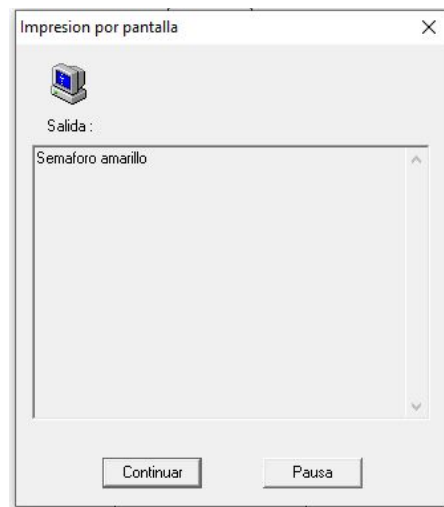 Impresion por pantalla
Salida :
Semaforo amarillo
Continuar
Pausa